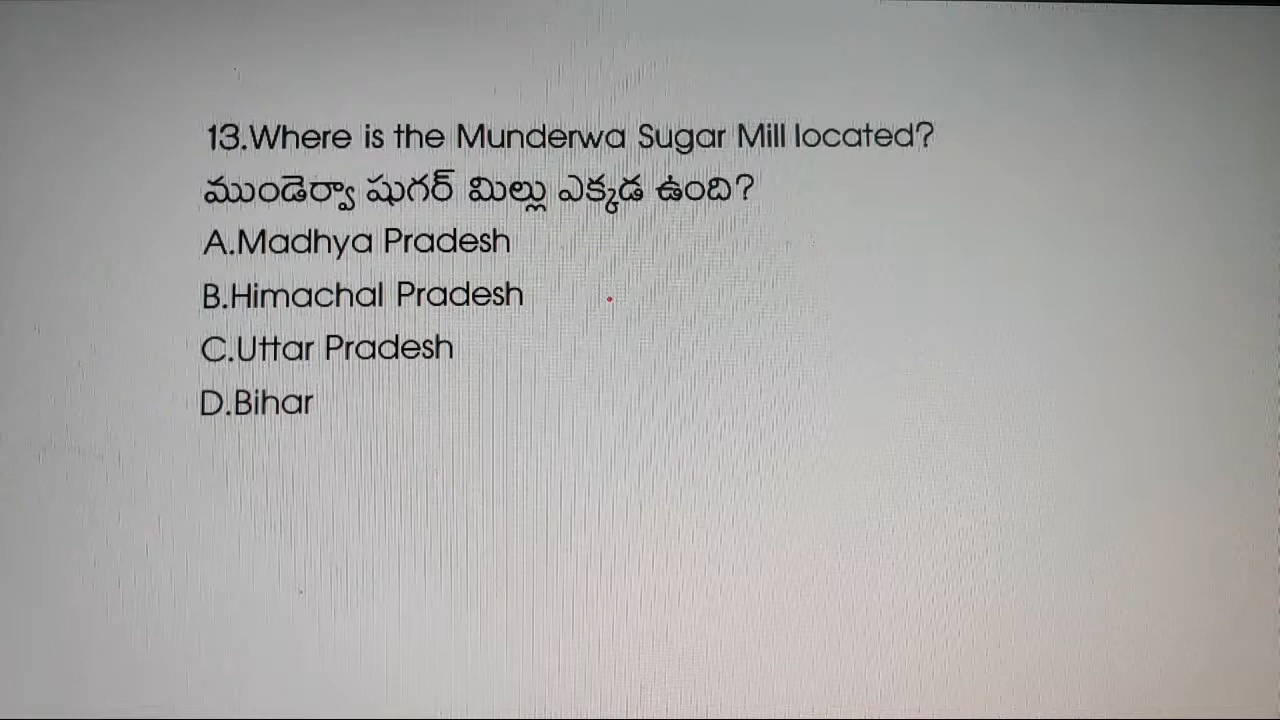 13.Where is the Munderwa Sugar Mill located?
ముండెర్వా షుగర్ మిల్లు ఎక్కడ ఉంది?
A.Madhya Pradesh
B.Himachal Pradesh
C.Uttar Pradesh
D.Bihar